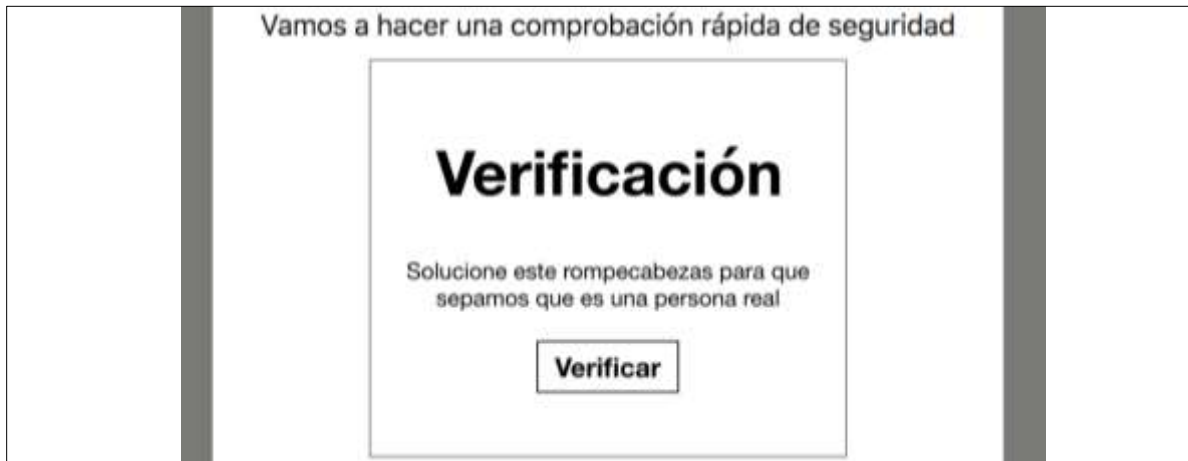 Vamos a hacer una comprobación rápida de seguridad
Verificación
Solucione este rompecabezas para que
sepamos que es una persona real
Verificar